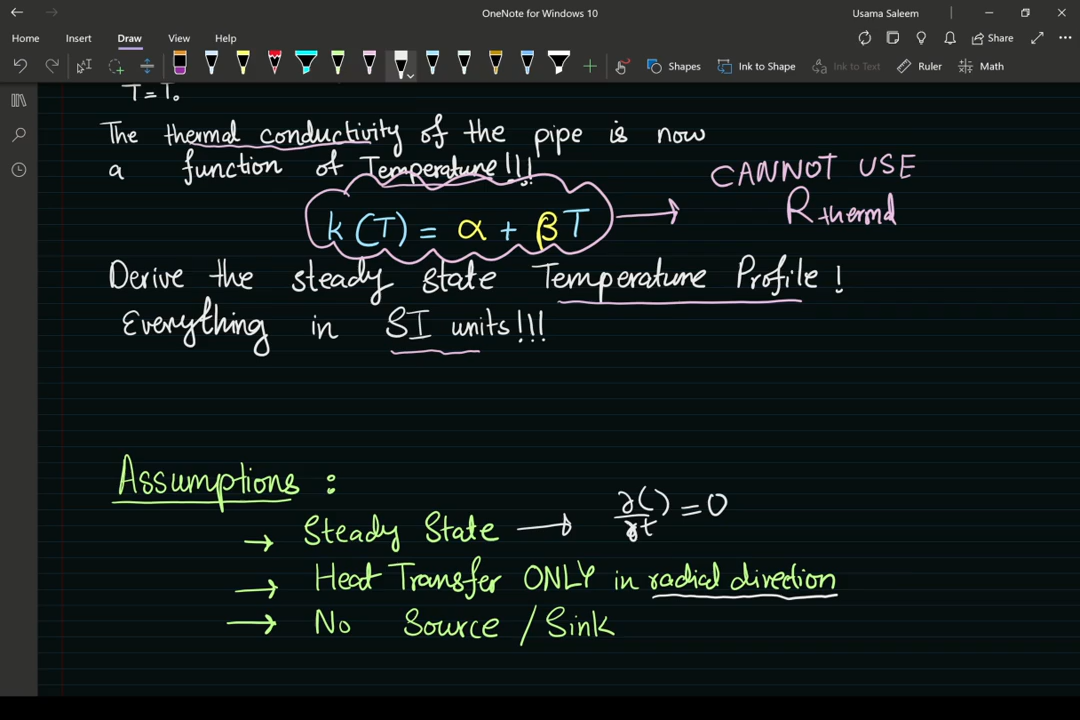 OneNote for Windows 10
Usama Saleem
Home Insert Draw View Help
Share
Shapes Ink to Shape Ink to Text Ruler Math
T = T₀
The thermal conductivity of the pipe is now
a function of Temperature!!!
CANNOT USE
R thermal
k (T) = α + β T
Derive the steady state Temperature Profile!
Everything in SI units!!!
Assumptions :
→ Steady State → ∂( )/∂t = 0
→ Heat Transfer ONLY in radial direction
→ No Source / Sink